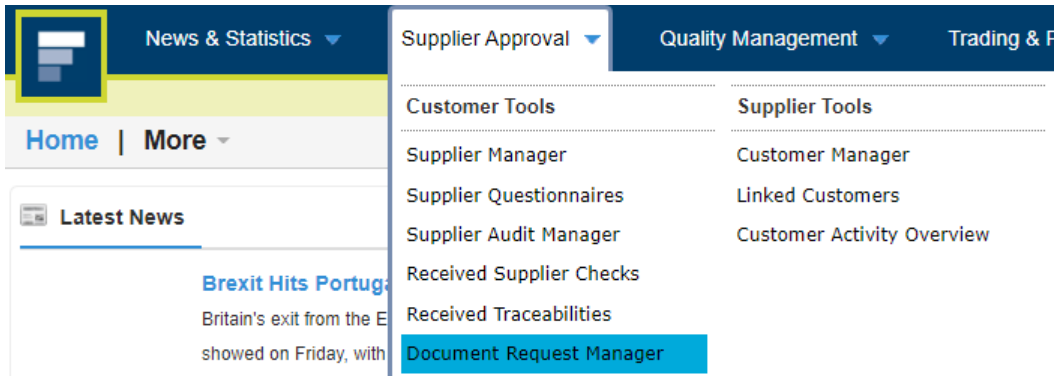 News & Statistics
Supplier Approval
Quality Management
Trading &
Customer Tools
Supplier Tools
Home | More
Supplier Manager
Customer Manager
Supplier Questionnaires
Linked Customers
Latest News
Supplier Audit Manager
Customer Activity Overview
Received Supplier Checks
Brexit Hits
Received Traceabilities
Britain's exit from the
showed on Friday, with
Document Request Manager